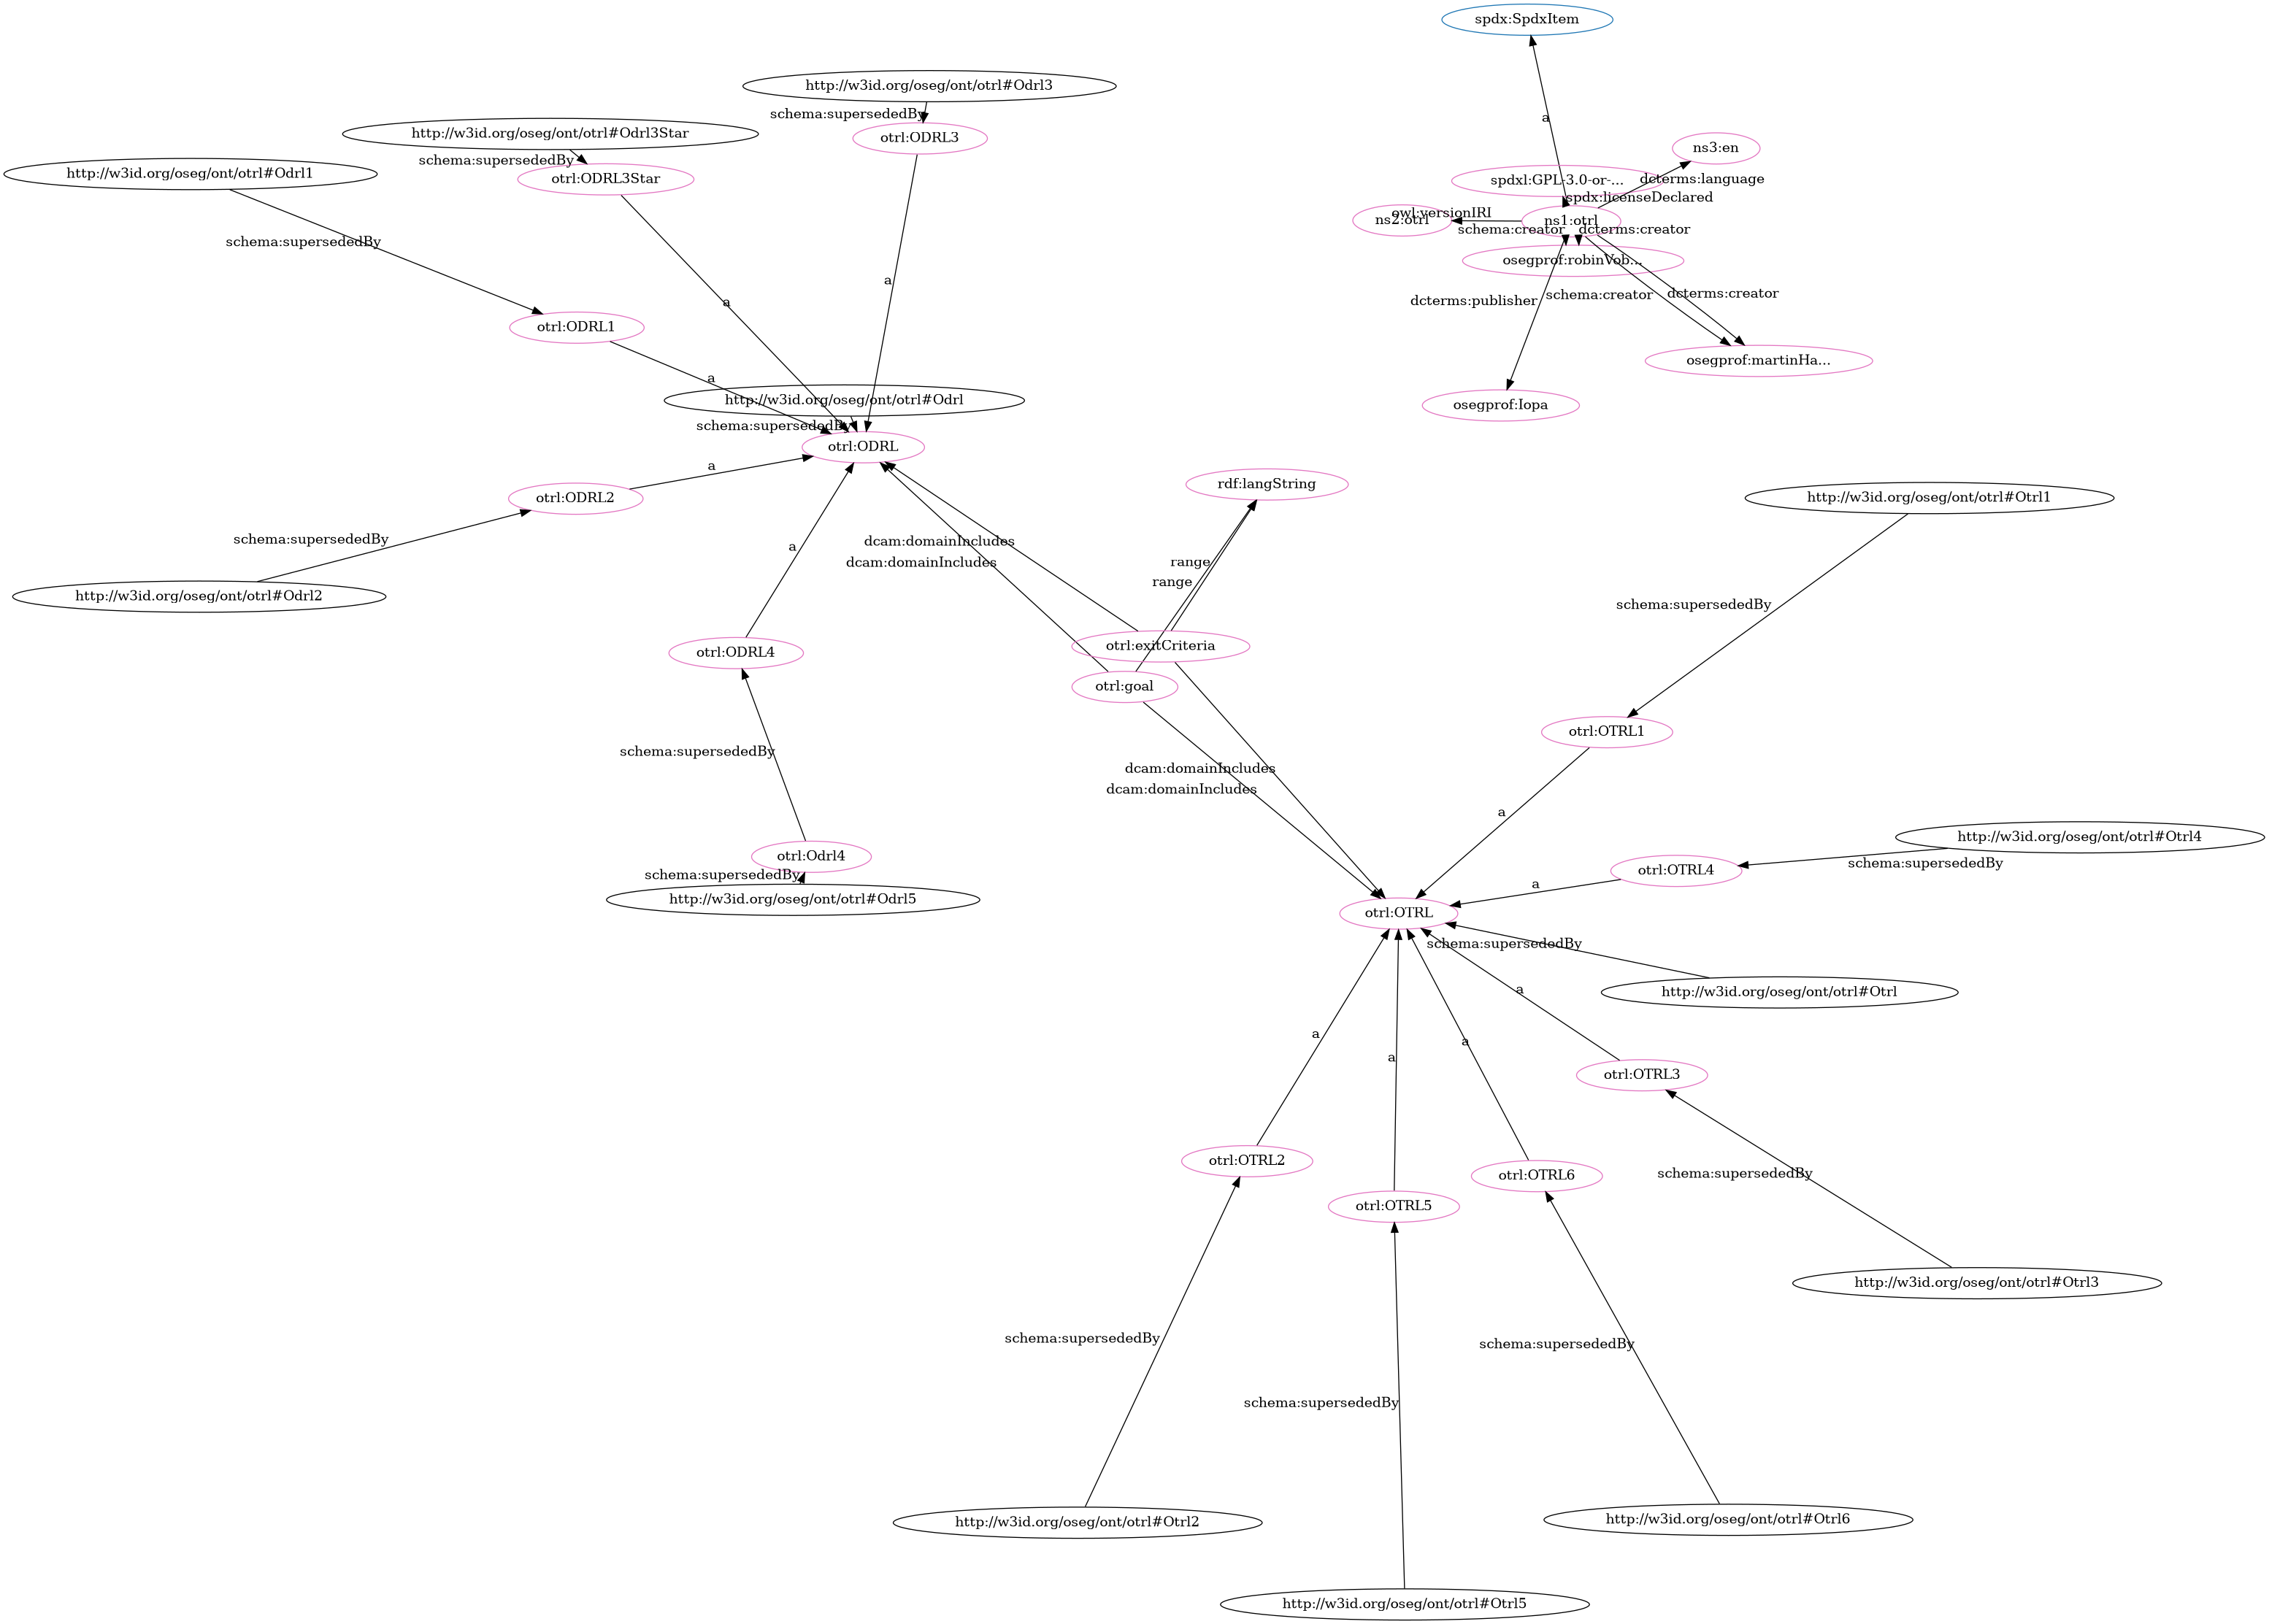 spdx:SpdxItem
http://w3id.org/oseg/ont/otrl#Odrl3
schema:supersededBy
a
http://w3id.org/oseg/ont/otrl#Odrl3Star
otrl:ODRL3
ns3:en
schema:supersededBy
http://w3id.org/oseg/ont/otrl#Odrl1
otrl:ODRL3Star
spdxl:GPL-3.0-or-...
dcterms:language
spdx:licenseDeclared
owl:versionIRI
ns2:otrl
ns1:otrl
schema:creator
dcterms:creator
schema:supersededBy
osegprof:robinVob...
a
a
dcterms:publisher
schema:creator
dcterms:creator
otrl:ODRL1
osegprof:martinHa...
a
http://w3id.org/oseg/ont/otrl#Odrl
osegprof:Iopa
schema:supersededBy
otrl:ODRL
a
rdf:langString
otrl:ODRL2
http://w3id.org/oseg/ont/otrl#Otrl1
schema:supersededBy
a
dcam:domainIncludes
dcam:domainIncludes
range
range
http://w3id.org/oseg/ont/otrl#Odrl2
schema:supersededBy
otrl:exitCriteria
otrl:ODRL4
otrl:goal
otrl:OTRL1
schema:supersededBy
dcam:domainIncludes
dcam:domainIncludes
a
http://w3id.org/oseg/ont/otrl#Otrl4
otrl:Odrl4
schema:supersededBy
otrl:OTRL4
schema:supersededBy
a
http://w3id.org/oseg/ont/otrl#Odrl5
otrl:OTRL
schema:supersededBy
http://w3id.org/oseg/ont/otrl#Otrl
a
a
a
a
otrl:OTRL3
otrl:OTRL2
otrl:OTRL6
schema:supersededBy
otrl:OTRL5
http://w3id.org/oseg/ont/otrl#Otrl3
schema:supersededBy
schema:supersededBy
schema:supersededBy
http://w3id.org/oseg/ont/otrl#Otrl2
http://w3id.org/oseg/ont/otrl#Otrl6
http://w3id.org/oseg/ont/otrl#Otrl5